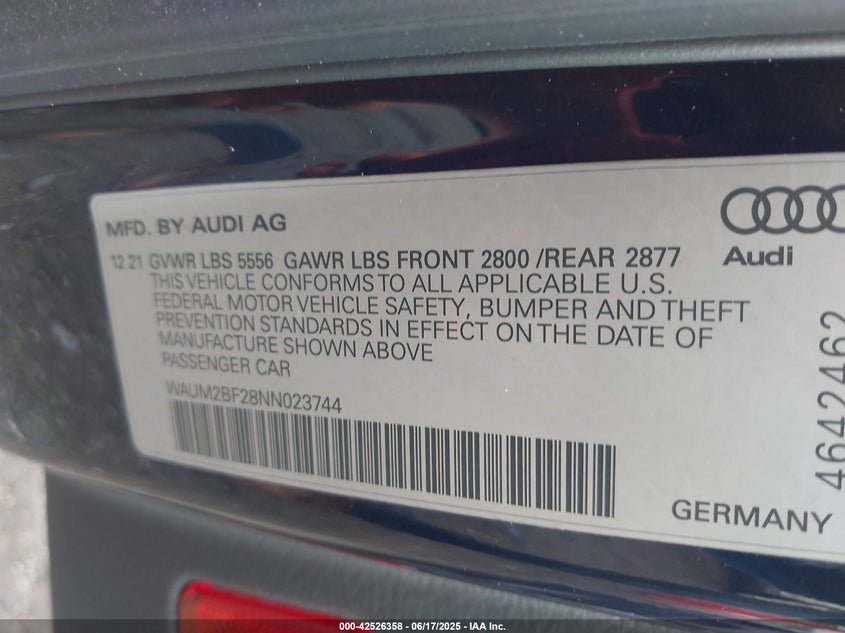 MFD. BY AUDI AG
Audi
12 21 GVWR LBS 5556 GAWR LBS FRONT 2800 /REAR 2877
THIS VEHICLE CONFORMS TO ALL APPLICABLE U.S.
FEDERAL MOTOR VEHICLE SAFETY, BUMPER AND THEFT
PREVENTION STANDARDS IN EFFECT ON THE DATE OF
MANUFACTURE SHOWN ABOVE
PASSENGER CAR
WAUM2BF28NN023744
4642462
GERMANY
000-42526358 - 06/17/2025 - IAA Inc.